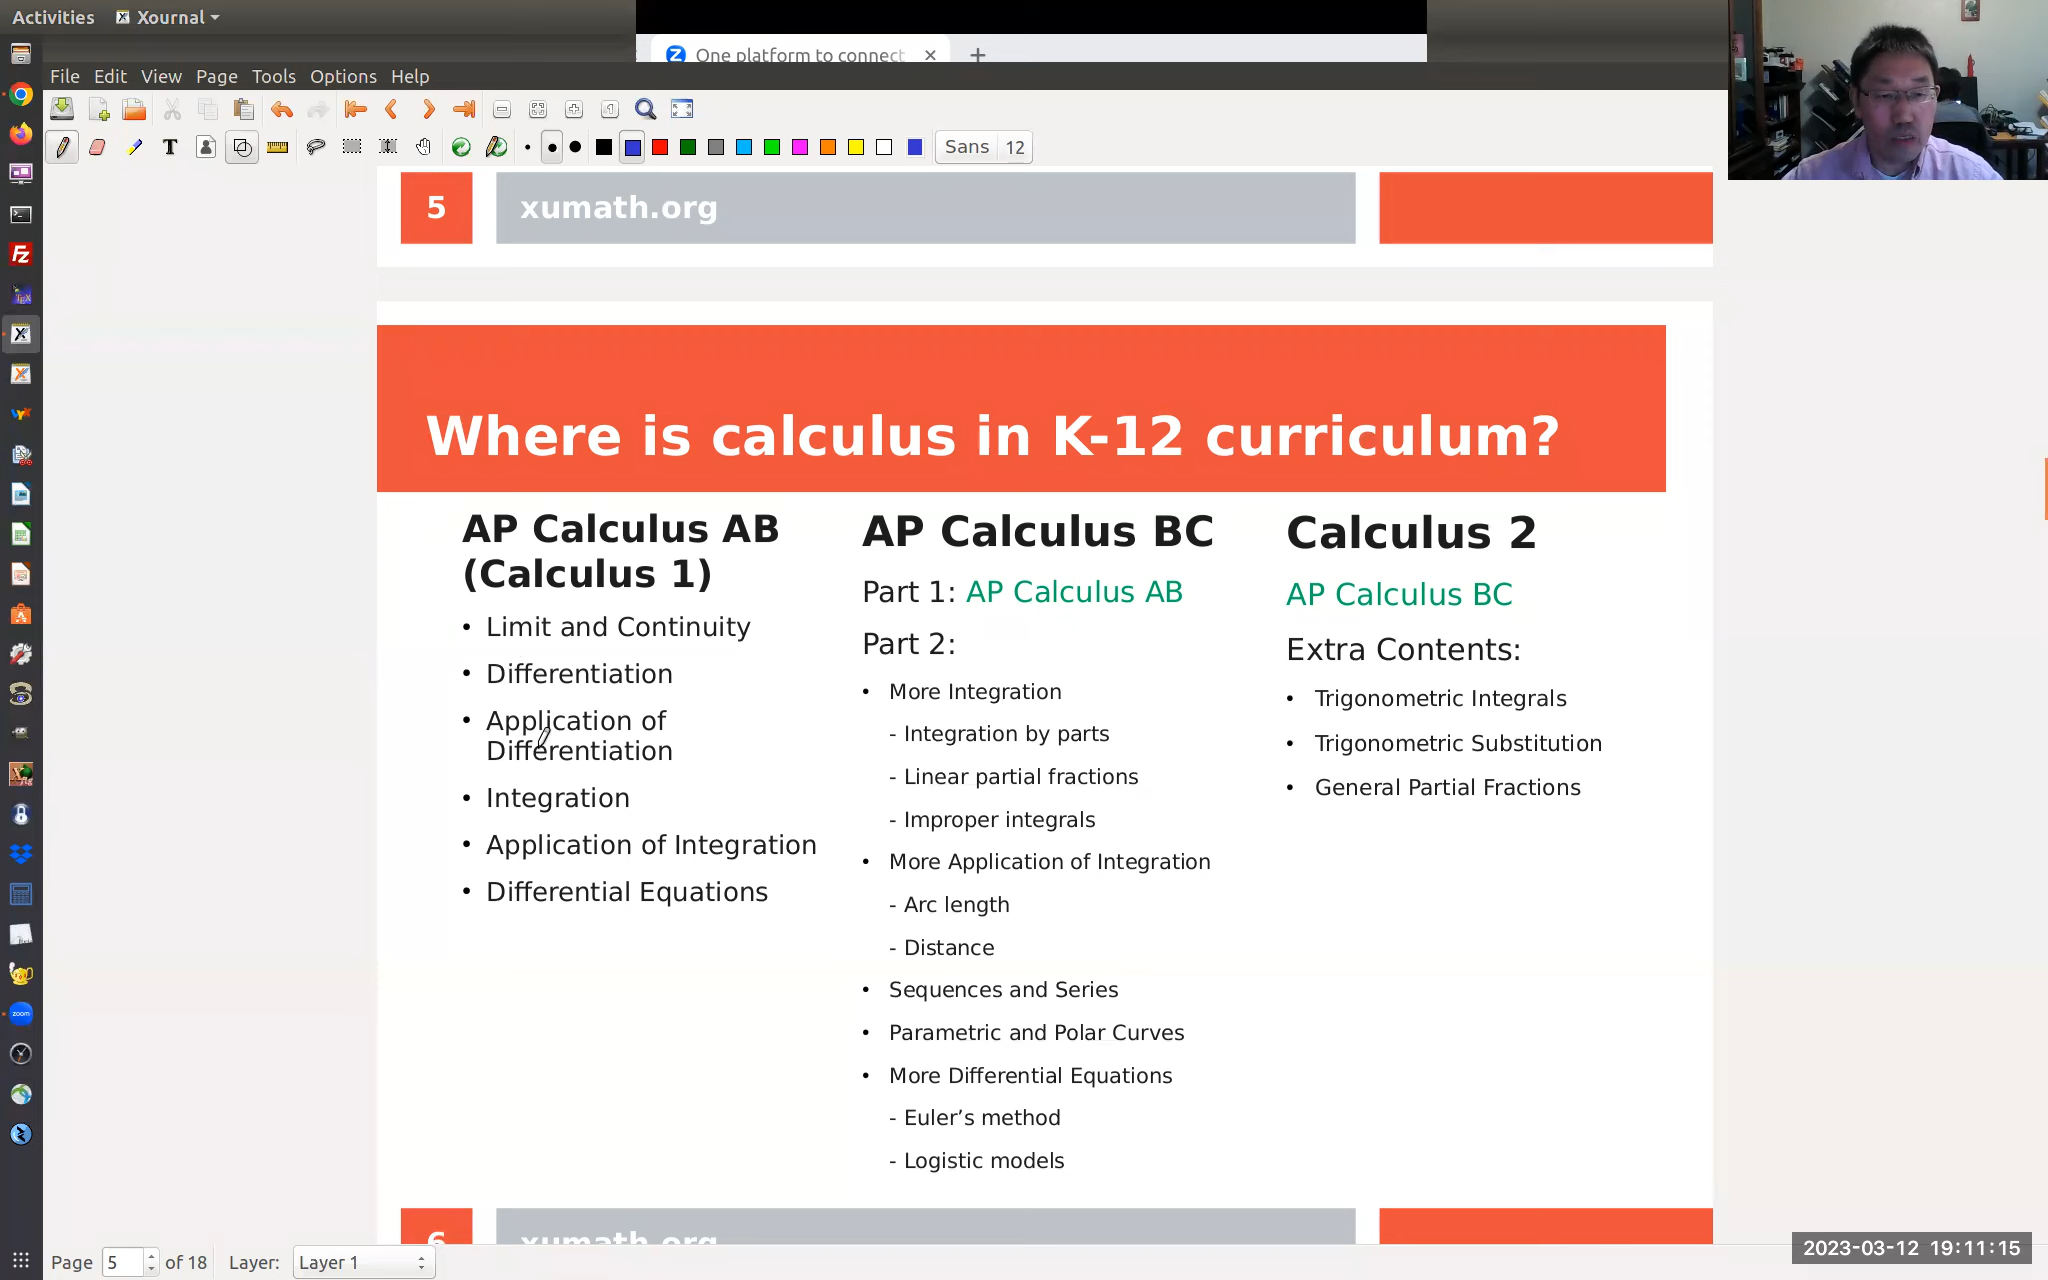 Activities
Xournal
One platform to connect
File Edit View Page Tools Options Help
Sans 12
5
xumath.org
Where is calculus in K-12 curriculum?
AP Calculus AB
(Calculus 1)
• Limit and Continuity
• Differentiation
• Application of
Differentiation
• Integration
• Application of Integration
• Differential Equations
AP Calculus BC
Part 1: AP Calculus AB
Part 2:
• More Integration
- Integration by parts
- Linear partial fractions
- Improper integrals
• More Application of Integration
- Arc length
- Distance
• Sequences and Series
• Parametric and Polar Curves
• More Differential Equations
- Euler’s method
- Logistic models
Calculus 2
AP Calculus BC
Extra Contents:
• Trigonometric Integrals
• Trigonometric Substitution
• General Partial Fractions
6
xumath.org
Page 5 of 18 Layer: Layer 1
2023-03-12 19:11:15
zoom